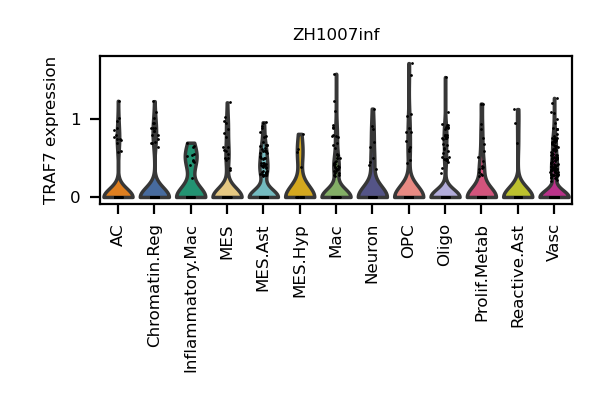 ZH1007inf
TRAF7 expression
1
0
AC
Chromatin.Reg
Inflammatory.Mac
MES
MES.Ast
MES.Hyp
Mac
Neuron
OPC
Oligo
Prolif.Metab
Reactive.Ast
Vasc